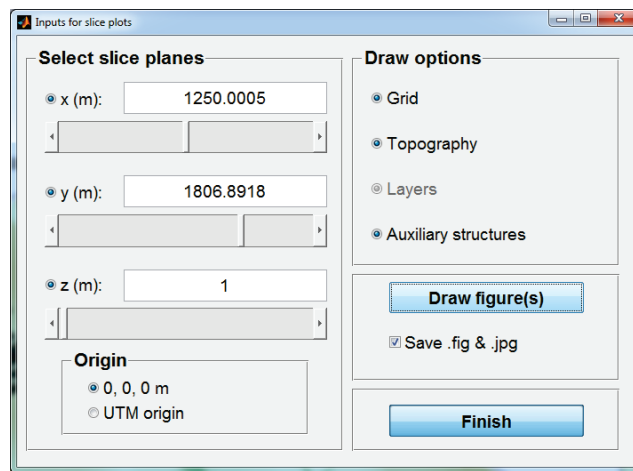 Inputs for slice plots
Select slice planes
x (m):
1250.0005
y (m):
1806.8918
z (m):
1
Origin
0, 0, 0 m
UTM origin
Draw options
Grid
Topography
Layers
Auxiliary structures
Draw figure(s)
Save .fig & .jpg
Finish